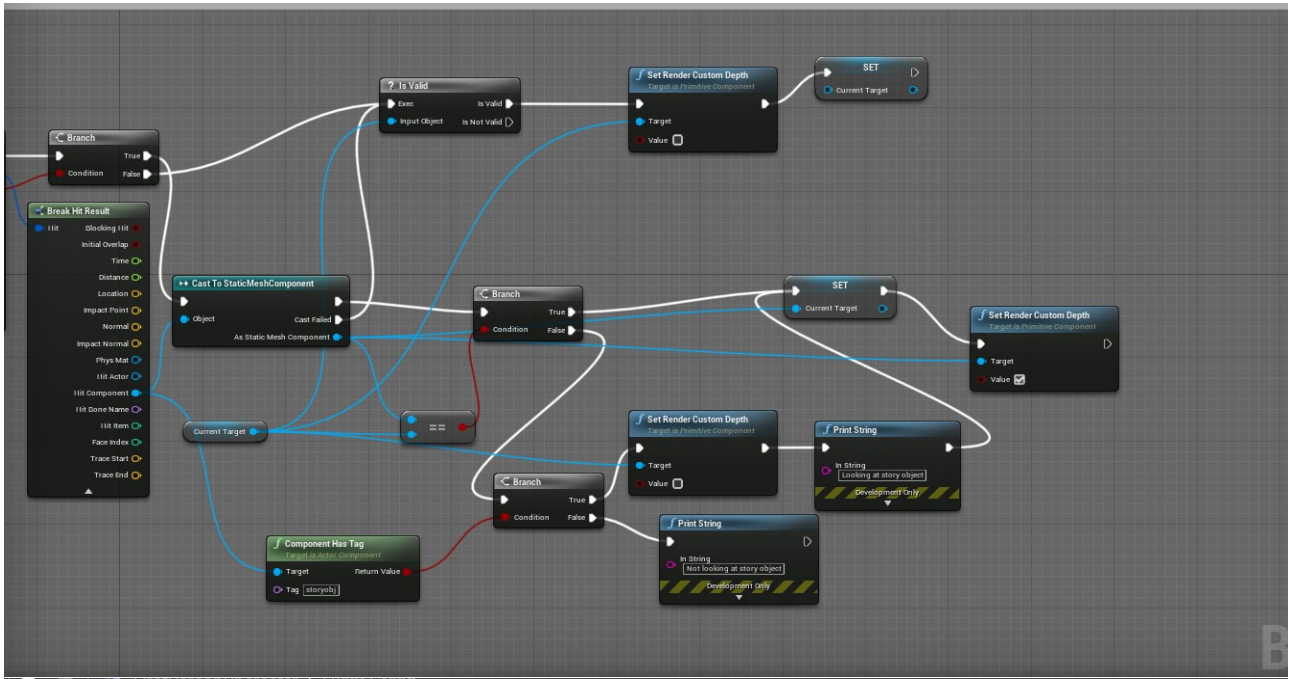 Branch
True
Condition
False
Break Hit Result
Hit
Blocking Hit
Initial Overlap
Time
Distance
Location
Impact Point
Normal
Impact Normal
Phys Mat
Hit Actor
Hit Component
Hit Bone Name
Hit Item
Face Index
Trace Start
Trace End
? Is Valid
Exec
Is Valid
Input Object
Is Not Valid
f Set Render Custom Depth
Target is Primitive Component
Target
Value
SET
Current Target
Cast To StaticMeshComponent
Object
Cast Failed
As Static Mesh Component
Branch
True
Condition
False
SET
Current Target
f Set Render Custom Depth
Target is Primitive Component
Target
Value
Current Target
==
f Set Render Custom Depth
Target is Primitive Component
Target
Value
f Print String
In String
Looking at story object
Development Only
Branch
True
Condition
False
f Print String
In String
Not looking at story object
Development Only
f Component Has Tag
Target is Actor Component
Target
Return Value
Tag storyobj
B